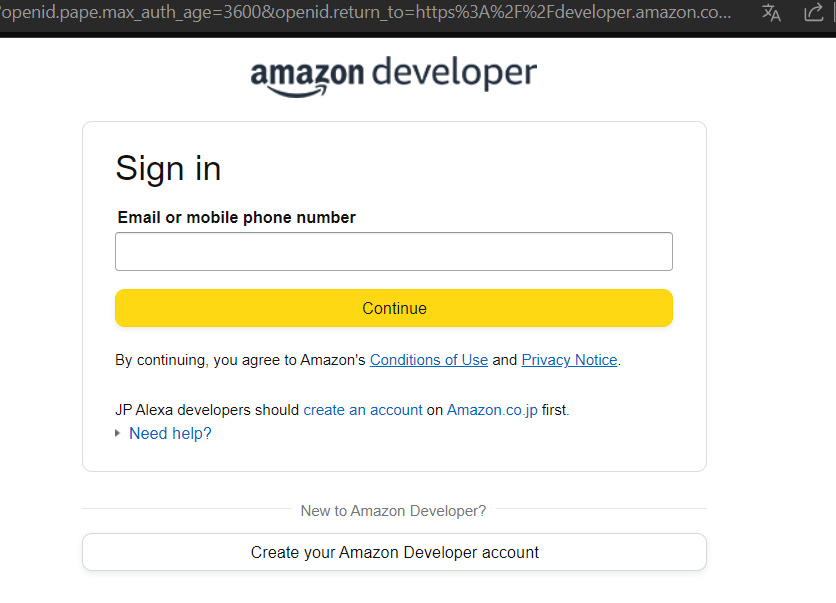 openid.pape.max_auth_age=3600&openid.return_to=https%3A%2F%2Fdeveloper.amazon.co...
amazon developer
Sign in
Email or mobile phone number
Continue
By continuing, you agree to Amazon's Conditions of Use and Privacy Notice.
JP Alexa developers should create an account on Amazon.co.jp first.
Need help?
New to Amazon Developer?
Create your Amazon Developer account